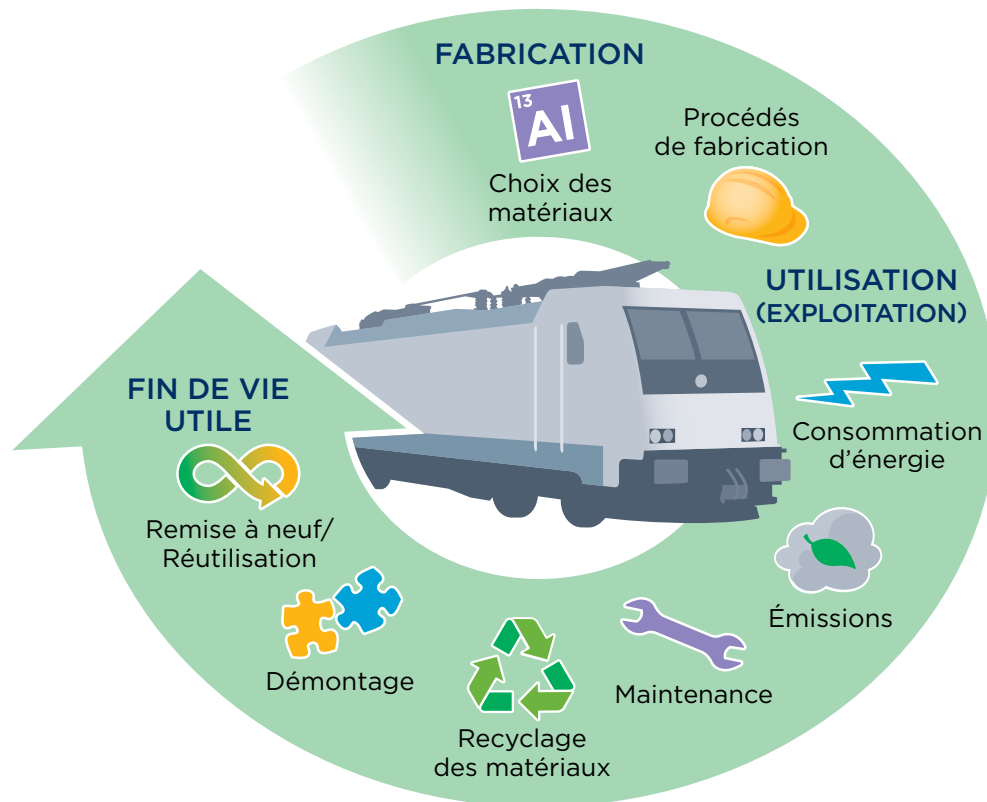 FABRICATION
13
Al
Choix des
matériaux
Procédés
de fabrication
UTILISATION
(EXPLOITATION)
Consommation
d'énergie
Émissions
Maintenance
Recyclage
des matériaux
Démontage
FIN DE VIE
UTILE
Remise à neuf/
Réutilisation